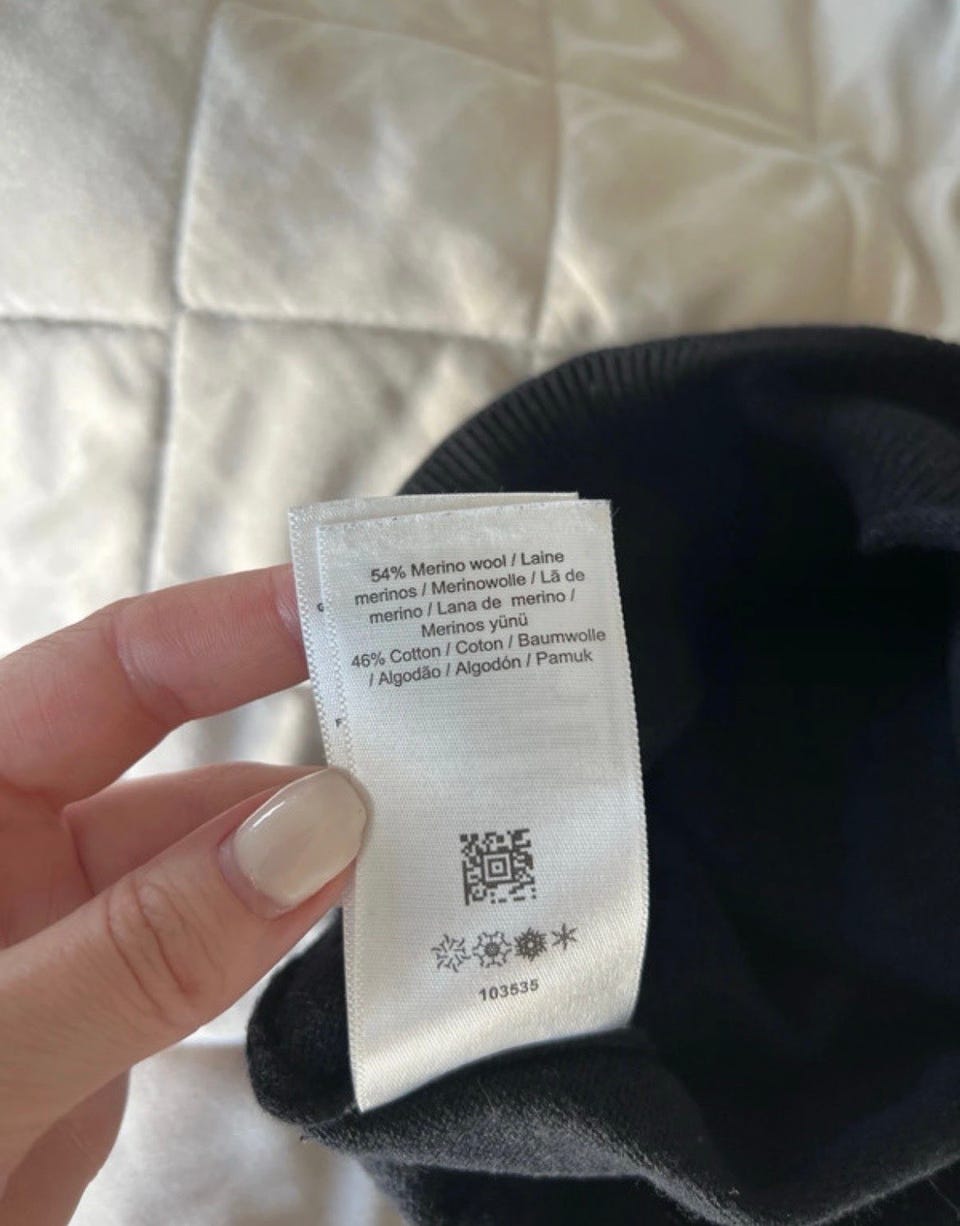 54% Merino wool / Laine
merinos / Merinowolle / Lã de
merino / Lana de merino /
Merinos yünü
46% Cotton / Coton / Baumwolle
/ Algodão / Algodón / Pamuk
103535